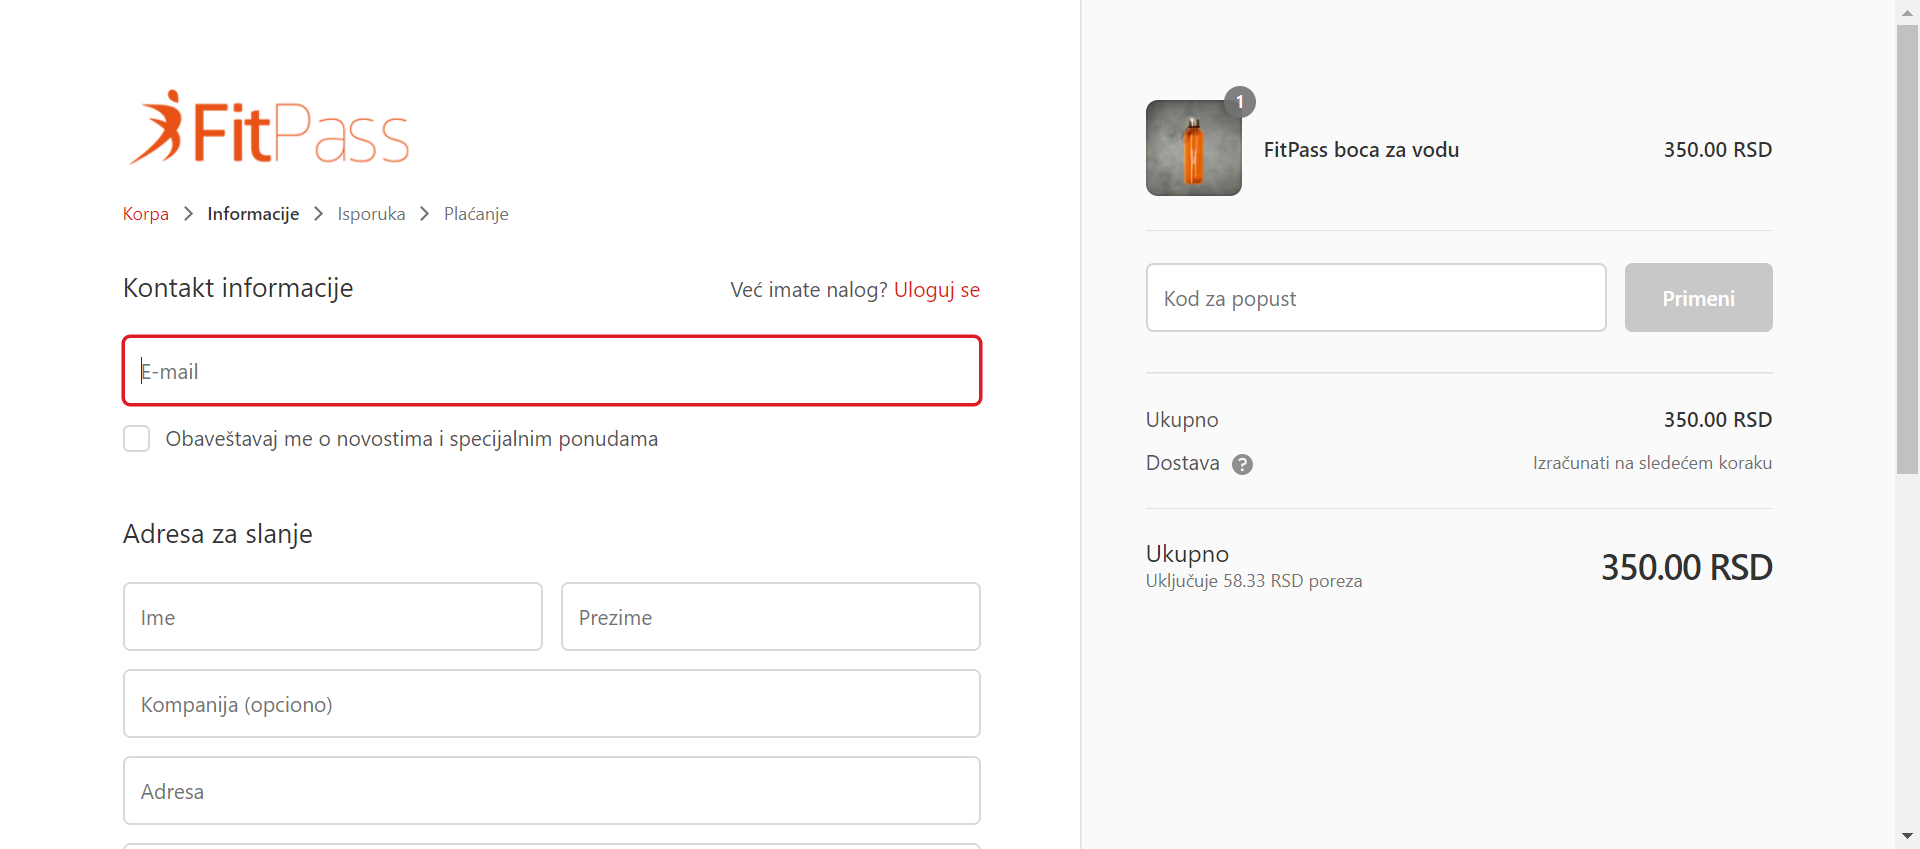 FitPass
Korpa > Informacije > Isporuka > Plaćanje
Kontakt informacije
Već imate nalog? Uloguj se
E-mail
Obaveštavaj me o novostima i specijalnim ponudama
Adresa za slanje
Ime
Prezime
Kompanija (opciono)
Adresa
1
FitPass boca za vodu
350.00 RSD
Kod za popust
Primeni
Ukupno
350.00 RSD
Dostava ?
Izračunati na sledećem koraku
Ukupno
Uključuje 58.33 RSD poreza
350.00 RSD